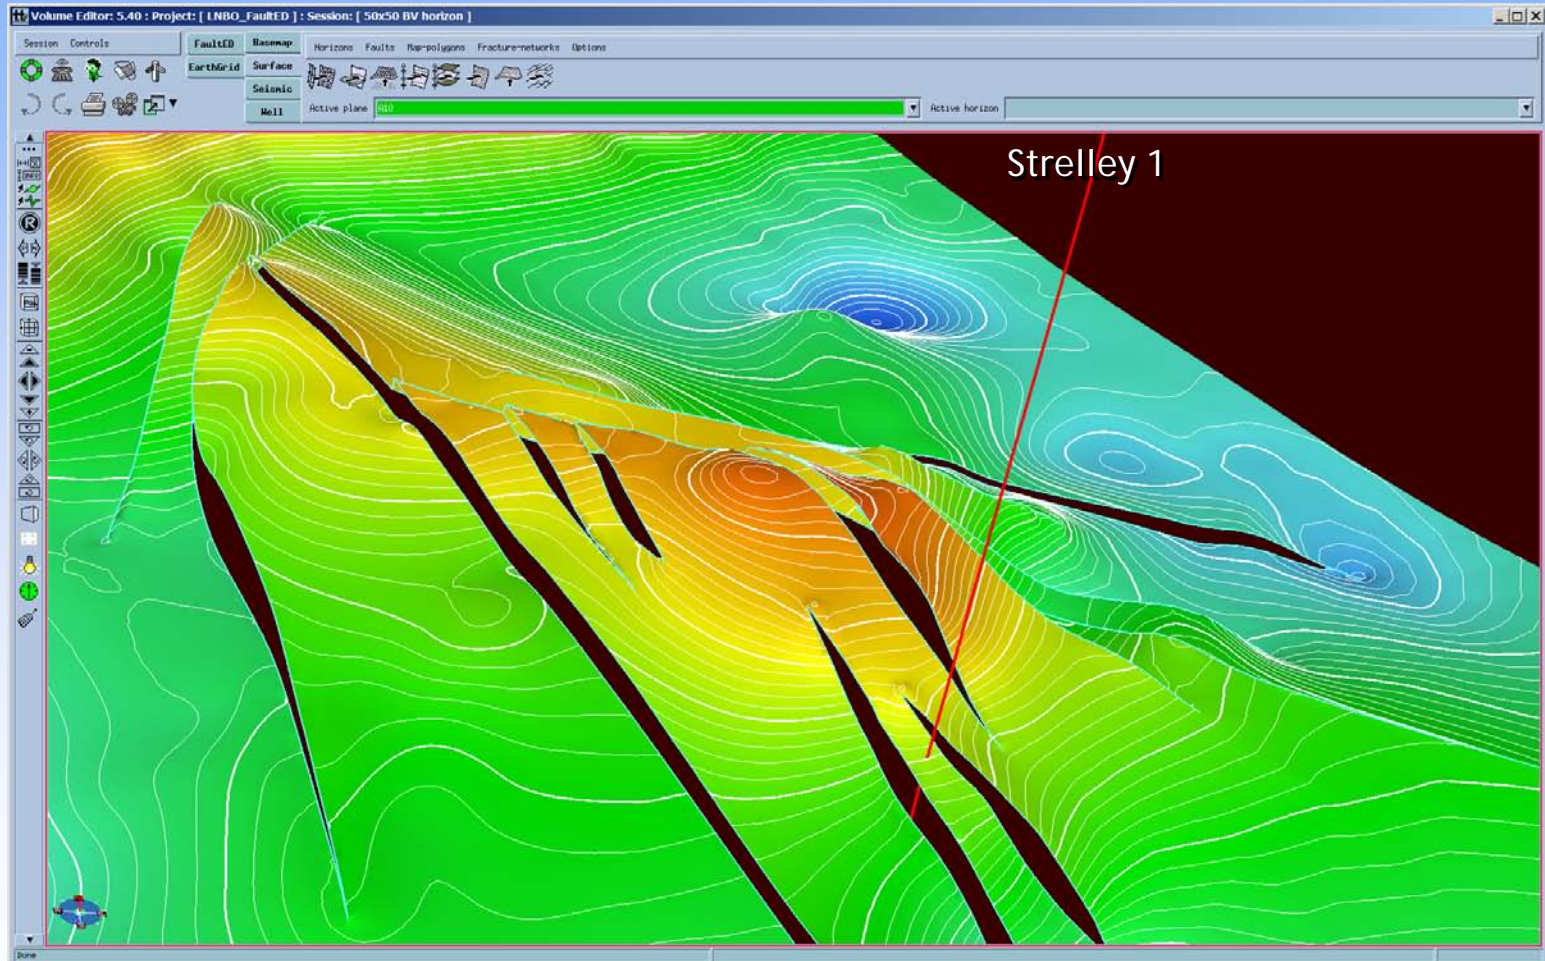 Volume Editor: 5.40 : Project: [ LNBO_FaultED ] : Session: [ 50x50 BV horizon ]
Session Controls
FaultED
Basemap
Horizons Faults Map-polygons Fracture-networks Options
EarthGrid
Surface
Seismic
Well
Active plane
A10
Active horizon
Strelley 1
Done